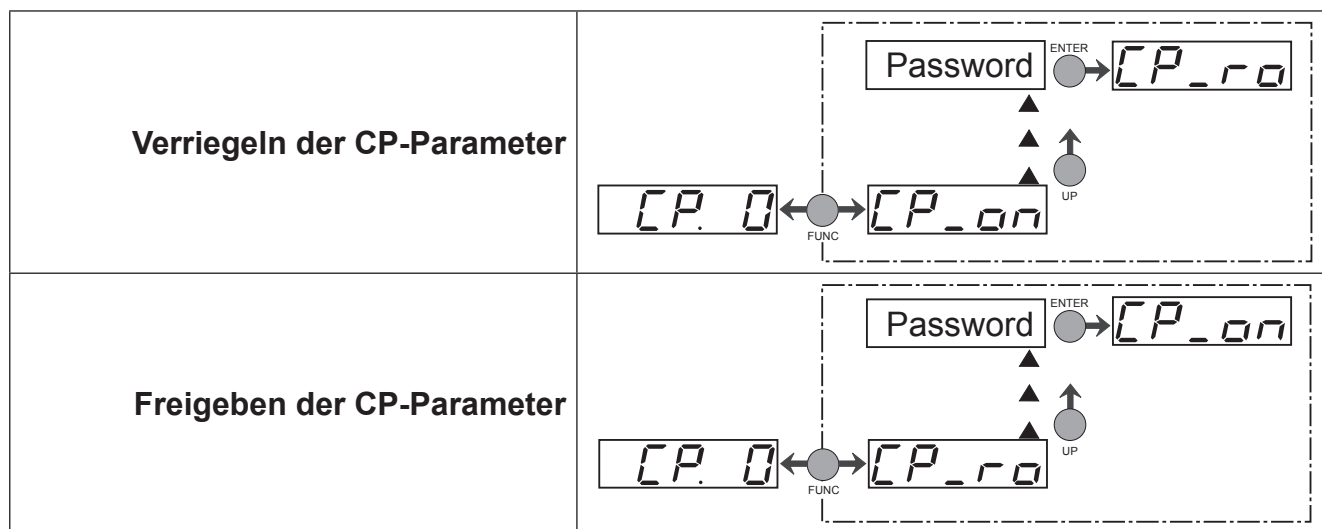 Password
ENTER
CP_ro
Verriegeln der CP-Parameter
UP
CP. 0
FUNC
CP_on
Password
ENTER
CP_on
Freigeben der CP-Parameter
UP
CP. 0
FUNC
CP_ro